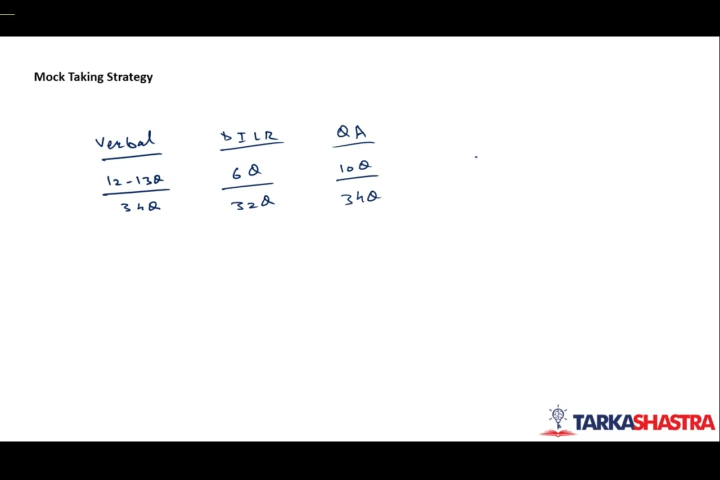 Mock Taking Strategy
Verbal DILR QA
12-13Q 6Q 10Q
34Q 32Q 34Q
TARKASHASTRA